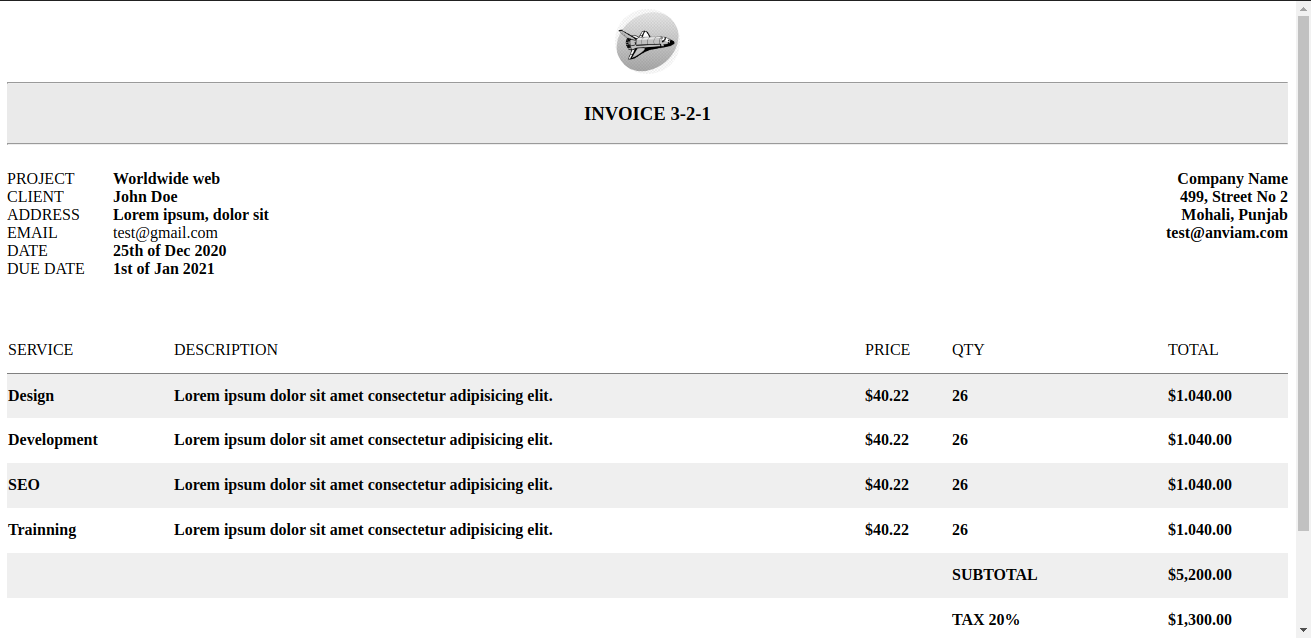 INVOICE 3-2-1
PROJECT Worldwide web
CLIENT John Doe
ADDRESS Lorem ipsum, dolor sit
EMAIL test@gmail.com
DATE 25th of Dec 2020
DUE DATE 1st of Jan 2021
Company Name
499, Street No 2
Mohali, Punjab
test@anviam.com
SERVICE DESCRIPTION PRICE QTY TOTAL
Design Lorem ipsum dolor sit amet consectetur adipisicing elit. $40.22 26 $1.040.00
Development Lorem ipsum dolor sit amet consectetur adipisicing elit. $40.22 26 $1.040.00
SEO Lorem ipsum dolor sit amet consectetur adipisicing elit. $40.22 26 $1.040.00
Trainning Lorem ipsum dolor sit amet consectetur adipisicing elit. $40.22 26 $1.040.00
SUBTOTAL $5,200.00
TAX 20% $1,300.00